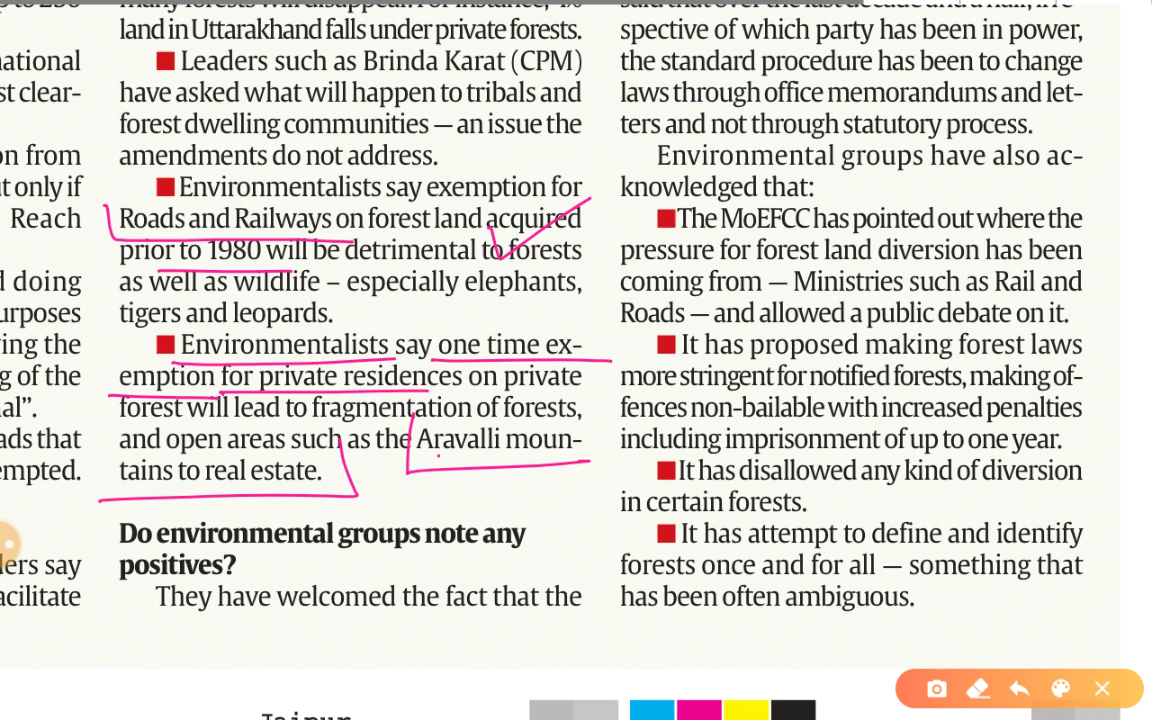 ational
st clear-
on from
t only if
Reach
d doing
urposes
ing the
g of the
al”.
ads that
empted.
ders say
acilitate
land in Uttarakhand falls under private forests.
■ Leaders such as Brinda Karat (CPM)
have asked what will happen to tribals and
forest dwelling communities — an issue the
amendments do not address.
■ Environmentalists say exemption for
Roads and Railways on forest land acquired
prior to 1980 will be detrimental to forests
as well as wildlife – especially elephants,
tigers and leopards.
■ Environmentalists say one time ex-
emption for private residences on private
forest will lead to fragmentation of forests,
and open areas such as the Aravalli moun-
tains to real estate.
Do environmental groups note any
positives?
They have welcomed the fact that the
spective of which party has been in power,
the standard procedure has been to change
laws through office memorandums and let-
ters and not through statutory process.
Environmental groups have also ac-
knowledged that:
■ The MoEFCC has pointed out where the
pressure for forest land diversion has been
coming from — Ministries such as Rail and
Roads — and allowed a public debate on it.
■ It has proposed making forest laws
more stringent for notified forests, making of-
fences non-bailable with increased penalties
including imprisonment of up to one year.
■ It has disallowed any kind of diversion
in certain forests.
■ It has attempt to define and identify
forests once and for all — something that
has been often ambiguous.
Jaipur